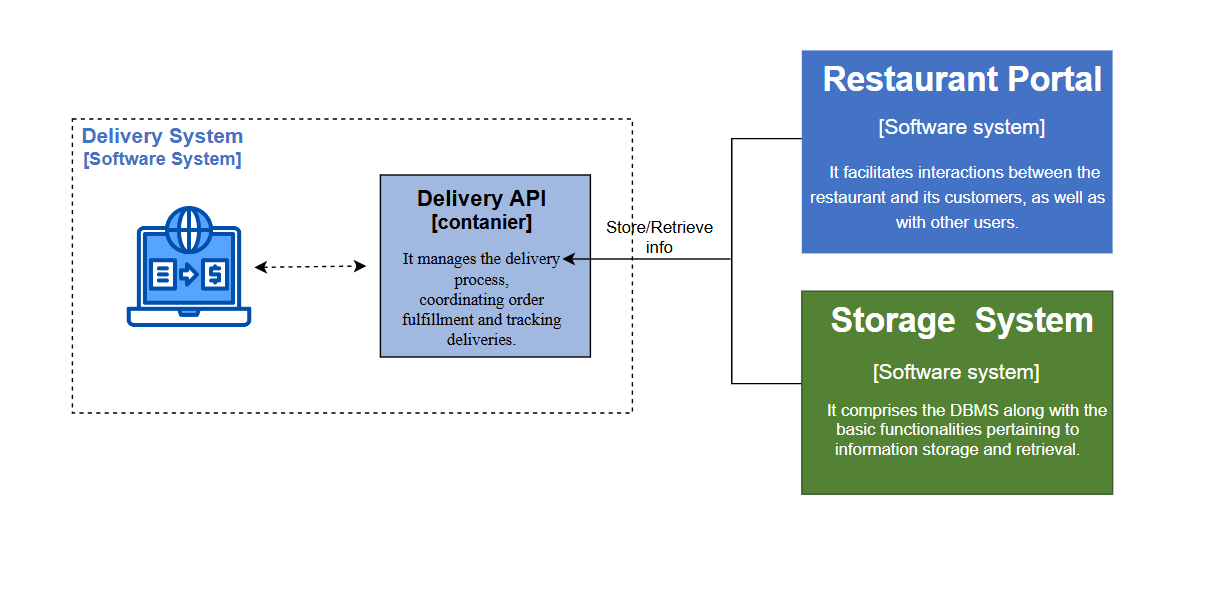 Delivery System
[Software System]
Delivery API
[contanier]
It manages the delivery
process,
coordinating order
fulfillment and tracking
deliveries.
Store/Retrieve
info
Restaurant Portal
[Software system]
It facilitates interactions between the
restaurant and its customers, as well as
with other users.
Storage System
[Software system]
It comprises the DBMS along with the
basic functionalities pertaining to
information storage and retrieval.